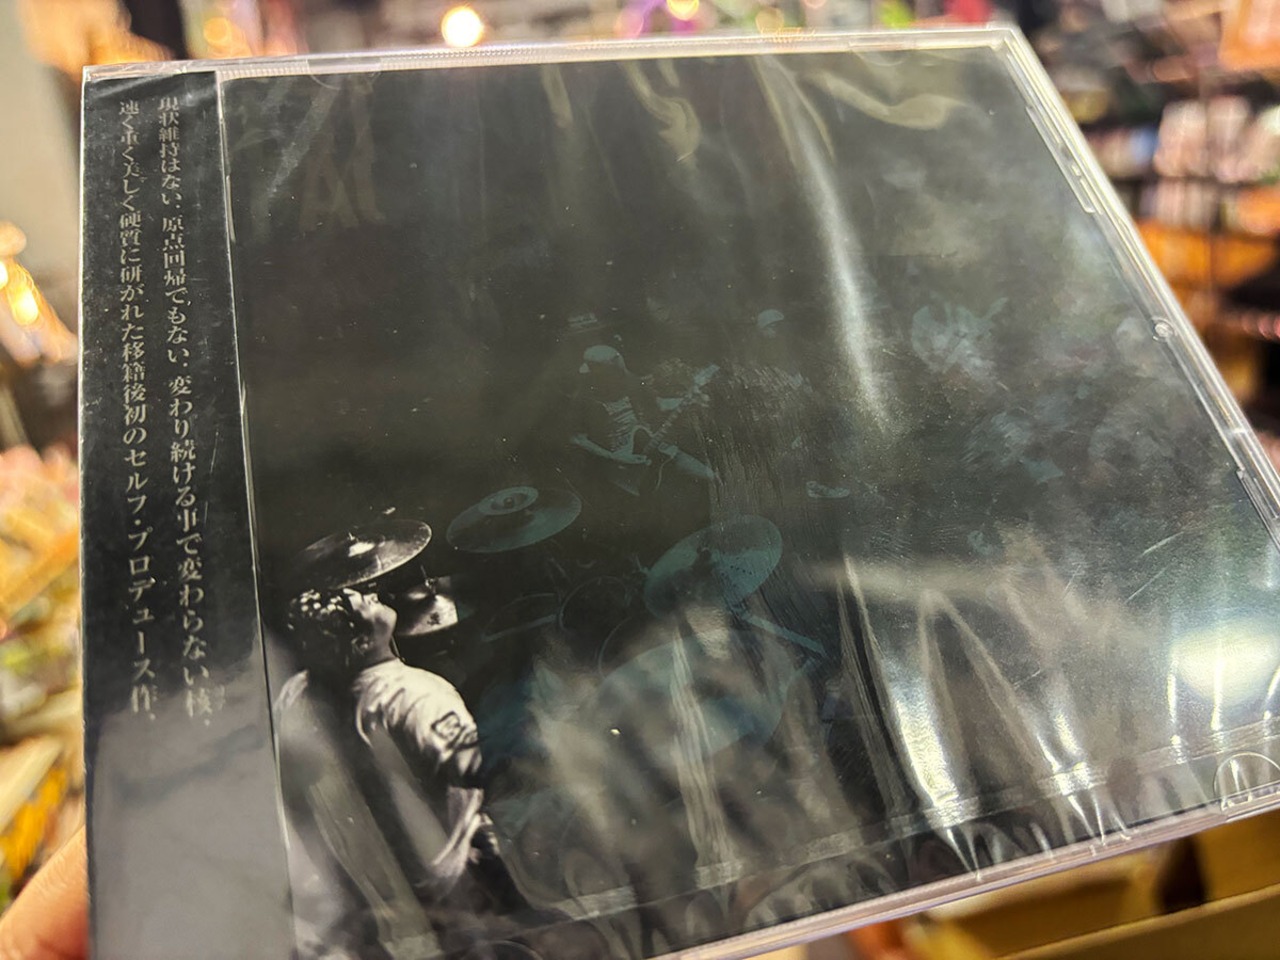 現状維持はない、原点回帰でもない、変わり続ける事で変わらない核、
速く重く美しく硬質に研がれた移籍後初のセルフ・プロデュース作。